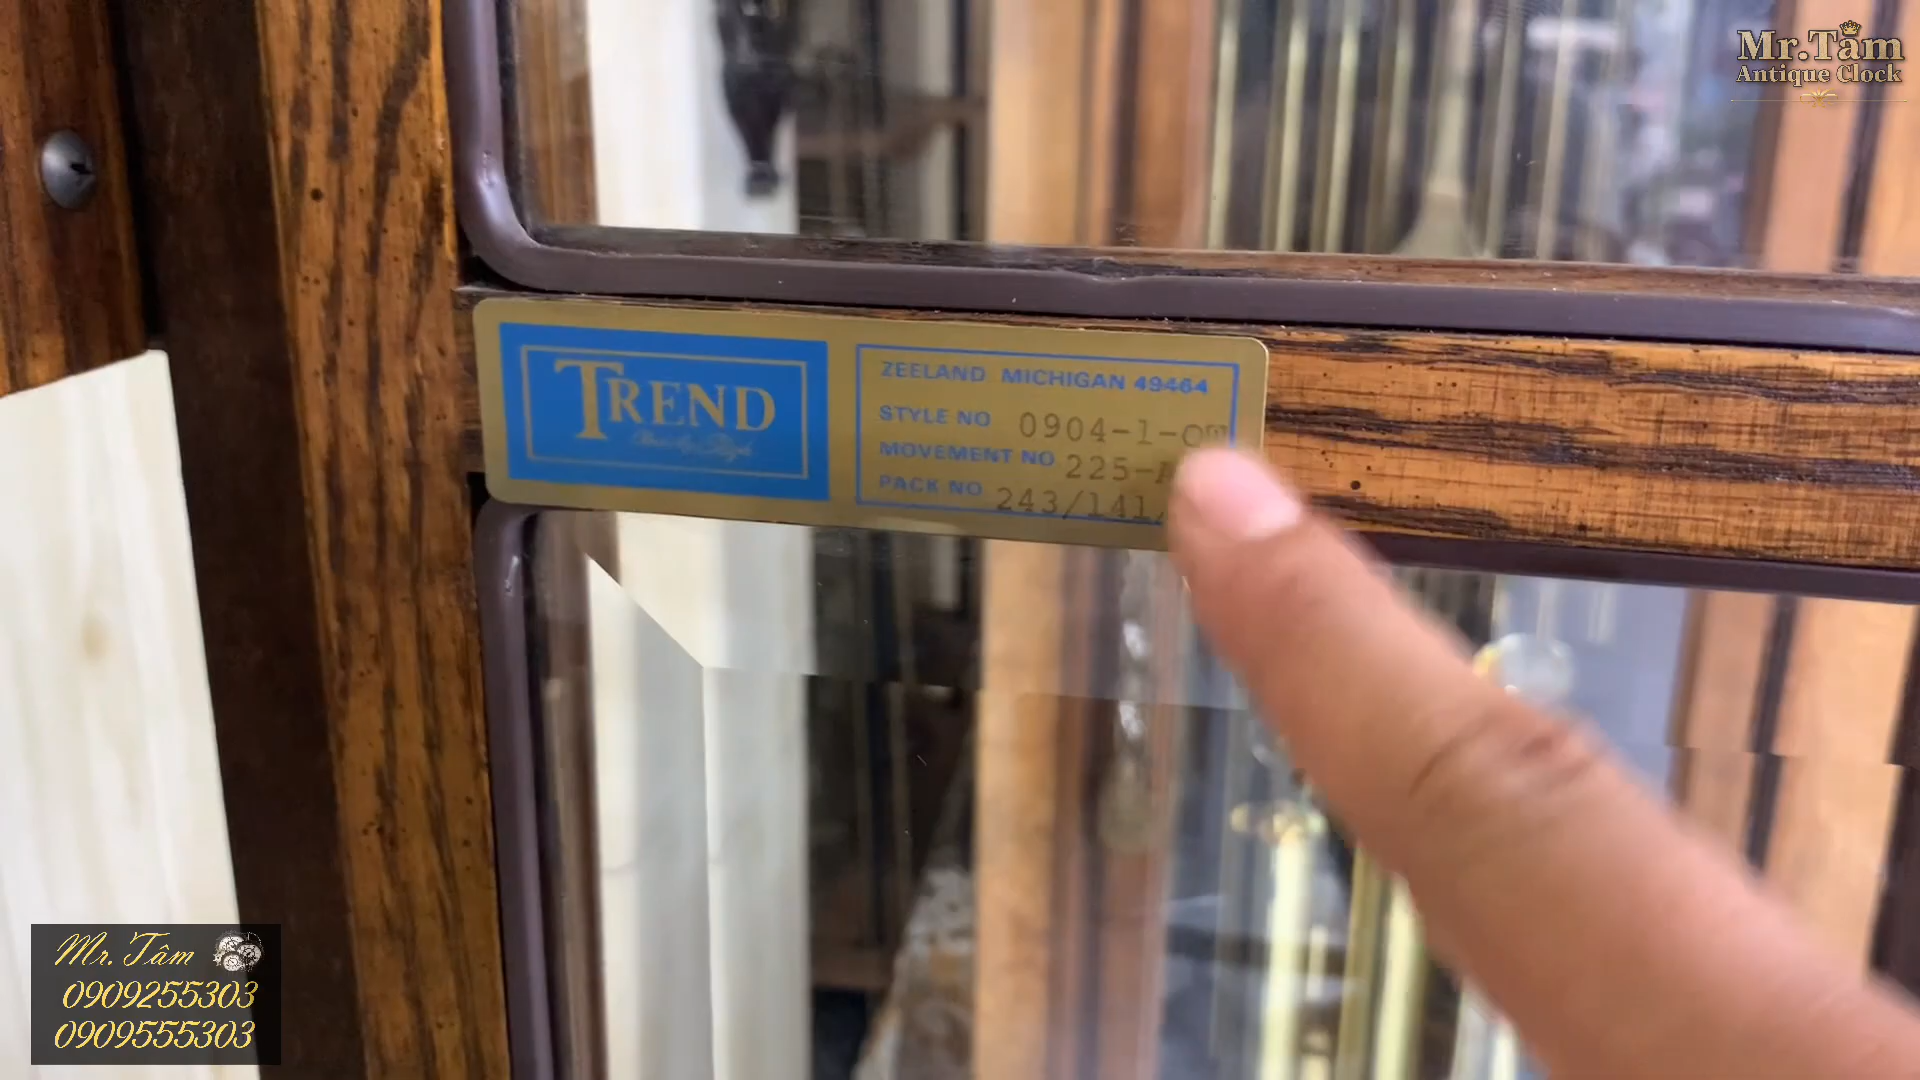 Mr.Tâm
Antique Clock
TREND
ZEELAND MICHIGAN 49464
STYLE NO 0904-1-
MOVEMENT NO 225-
PACK NO 243/141/
Mr. Tâm
0909255303
0909555303